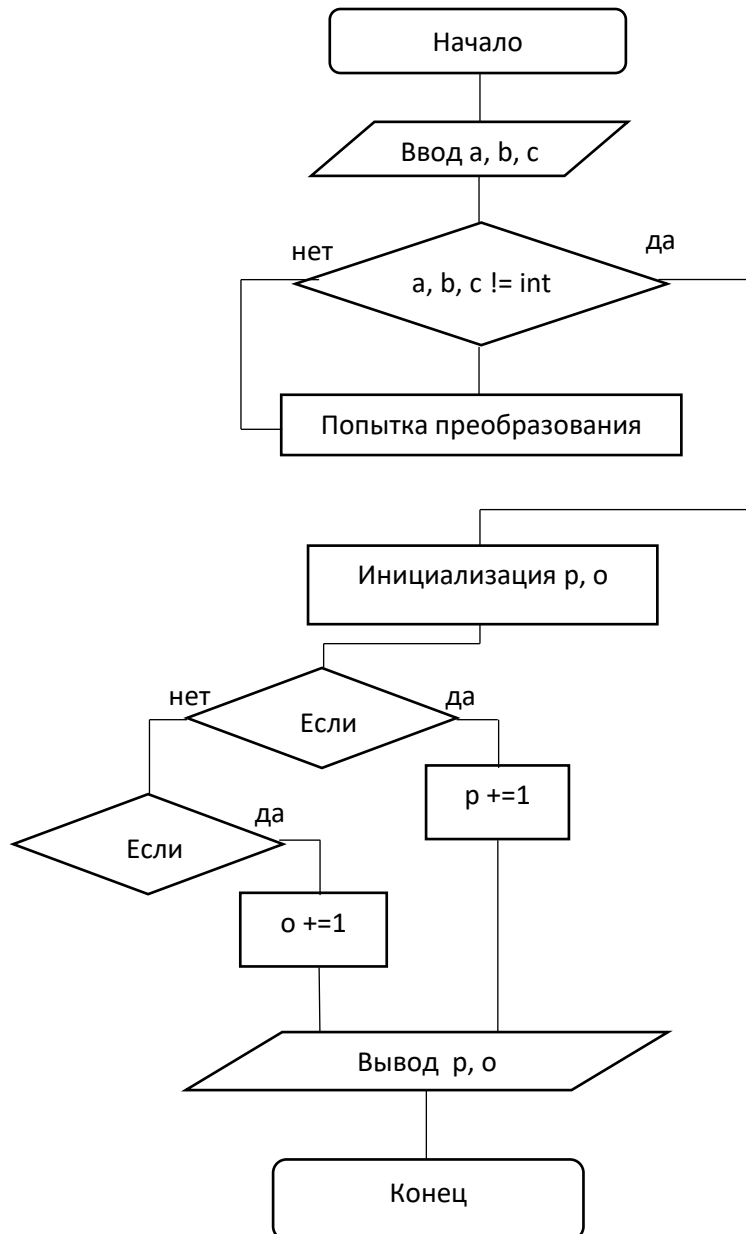 Начало
Ввод a, b, c
нет
да
a, b, c != int
Попытка преобразования
Инициализация p, o
нет
да
Если
p +=1
да
Если
o +=1
Вывод  p, o
Конец